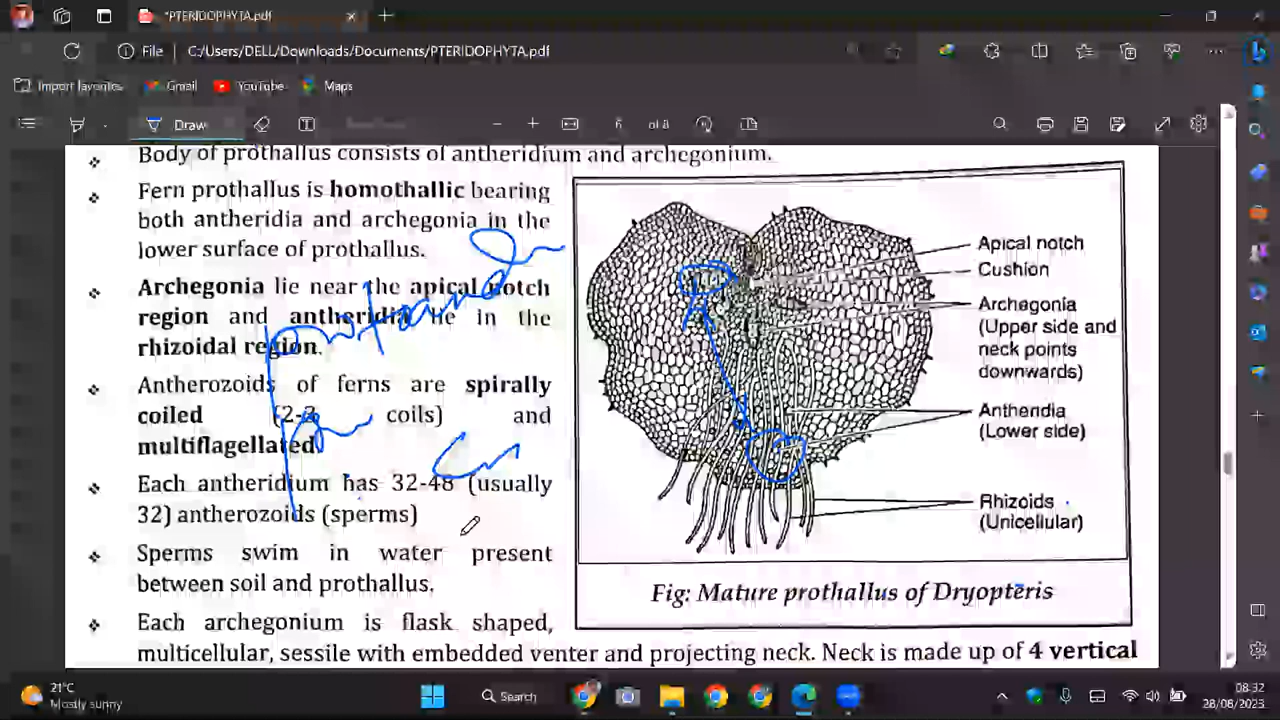 *PTERIDOPHYTA.pdf
File C:/Users/DELL/Downloads/Documents/PTERIDOPHYTA.pdf
Import favorites Gmail YouTube Maps
Draw 6 of 8
Body of prothallus consists of antheridium and archegonium.
Fern prothallus is homothallic bearing
both antheridia and archegonia in the
lower surface of prothallus.
Archegonia lie near the apical notch
region and antheridia lie in the
rhizoidal region.
Antherozoids of ferns are spirally
coiled (2-3 coils) and
multiflagellated.
Each antheridium has 32-48 (usually
32) antherozoids (sperms)
Sperms swim in water present
between soil and prothallus.
Each archegonium is flask shaped,
multicellular, sessile with embedded venter and projecting neck. Neck is made up of 4 vertical
Apical notch
Cushion
Archegonia
(Upper side and
neck points
downwards)
Antheridia
(Lower side)
Rhizoids
(Unicellular)
Fig: Mature prothallus of Dryopteris
21°C
Mostly sunny
Search
08:32
28/08/2023